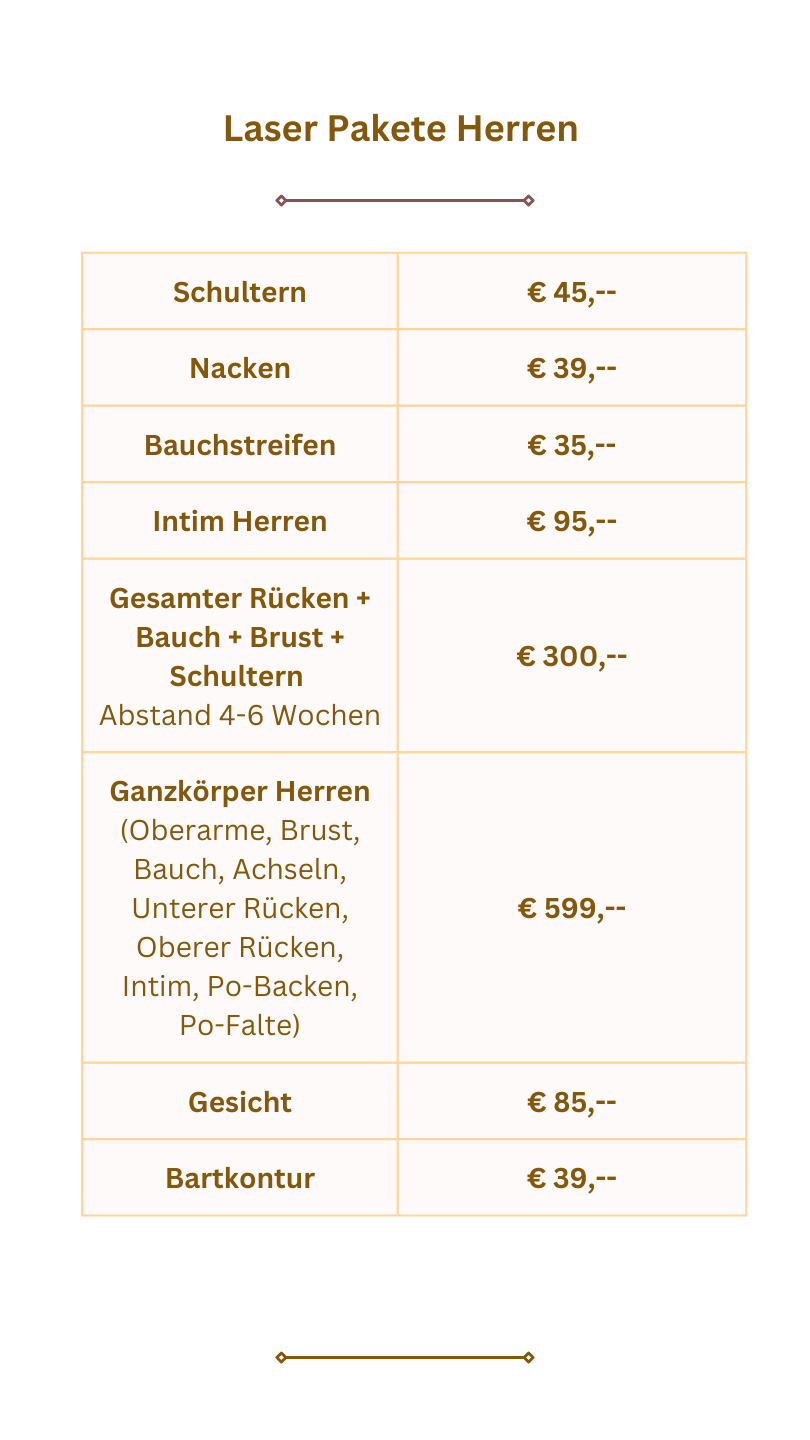 Laser Pakete Herren
Schultern
€ 45,--
Nacken
€ 39,--
Bauchstreifen
€ 35,--
Intim Herren
€ 95,--
Gesamter Rücken +
Bauch + Brust +
Schultern
Abstand 4-6 Wochen
€ 300,--
Ganzkörper Herren
(Oberarme, Brust,
Bauch, Achseln,
Unterer Rücken,
Oberer Rücken,
Intim, Po-Backen,
Po-Falte)
€ 599,--
Gesicht
€ 85,--
Bartkontur
€ 39,--